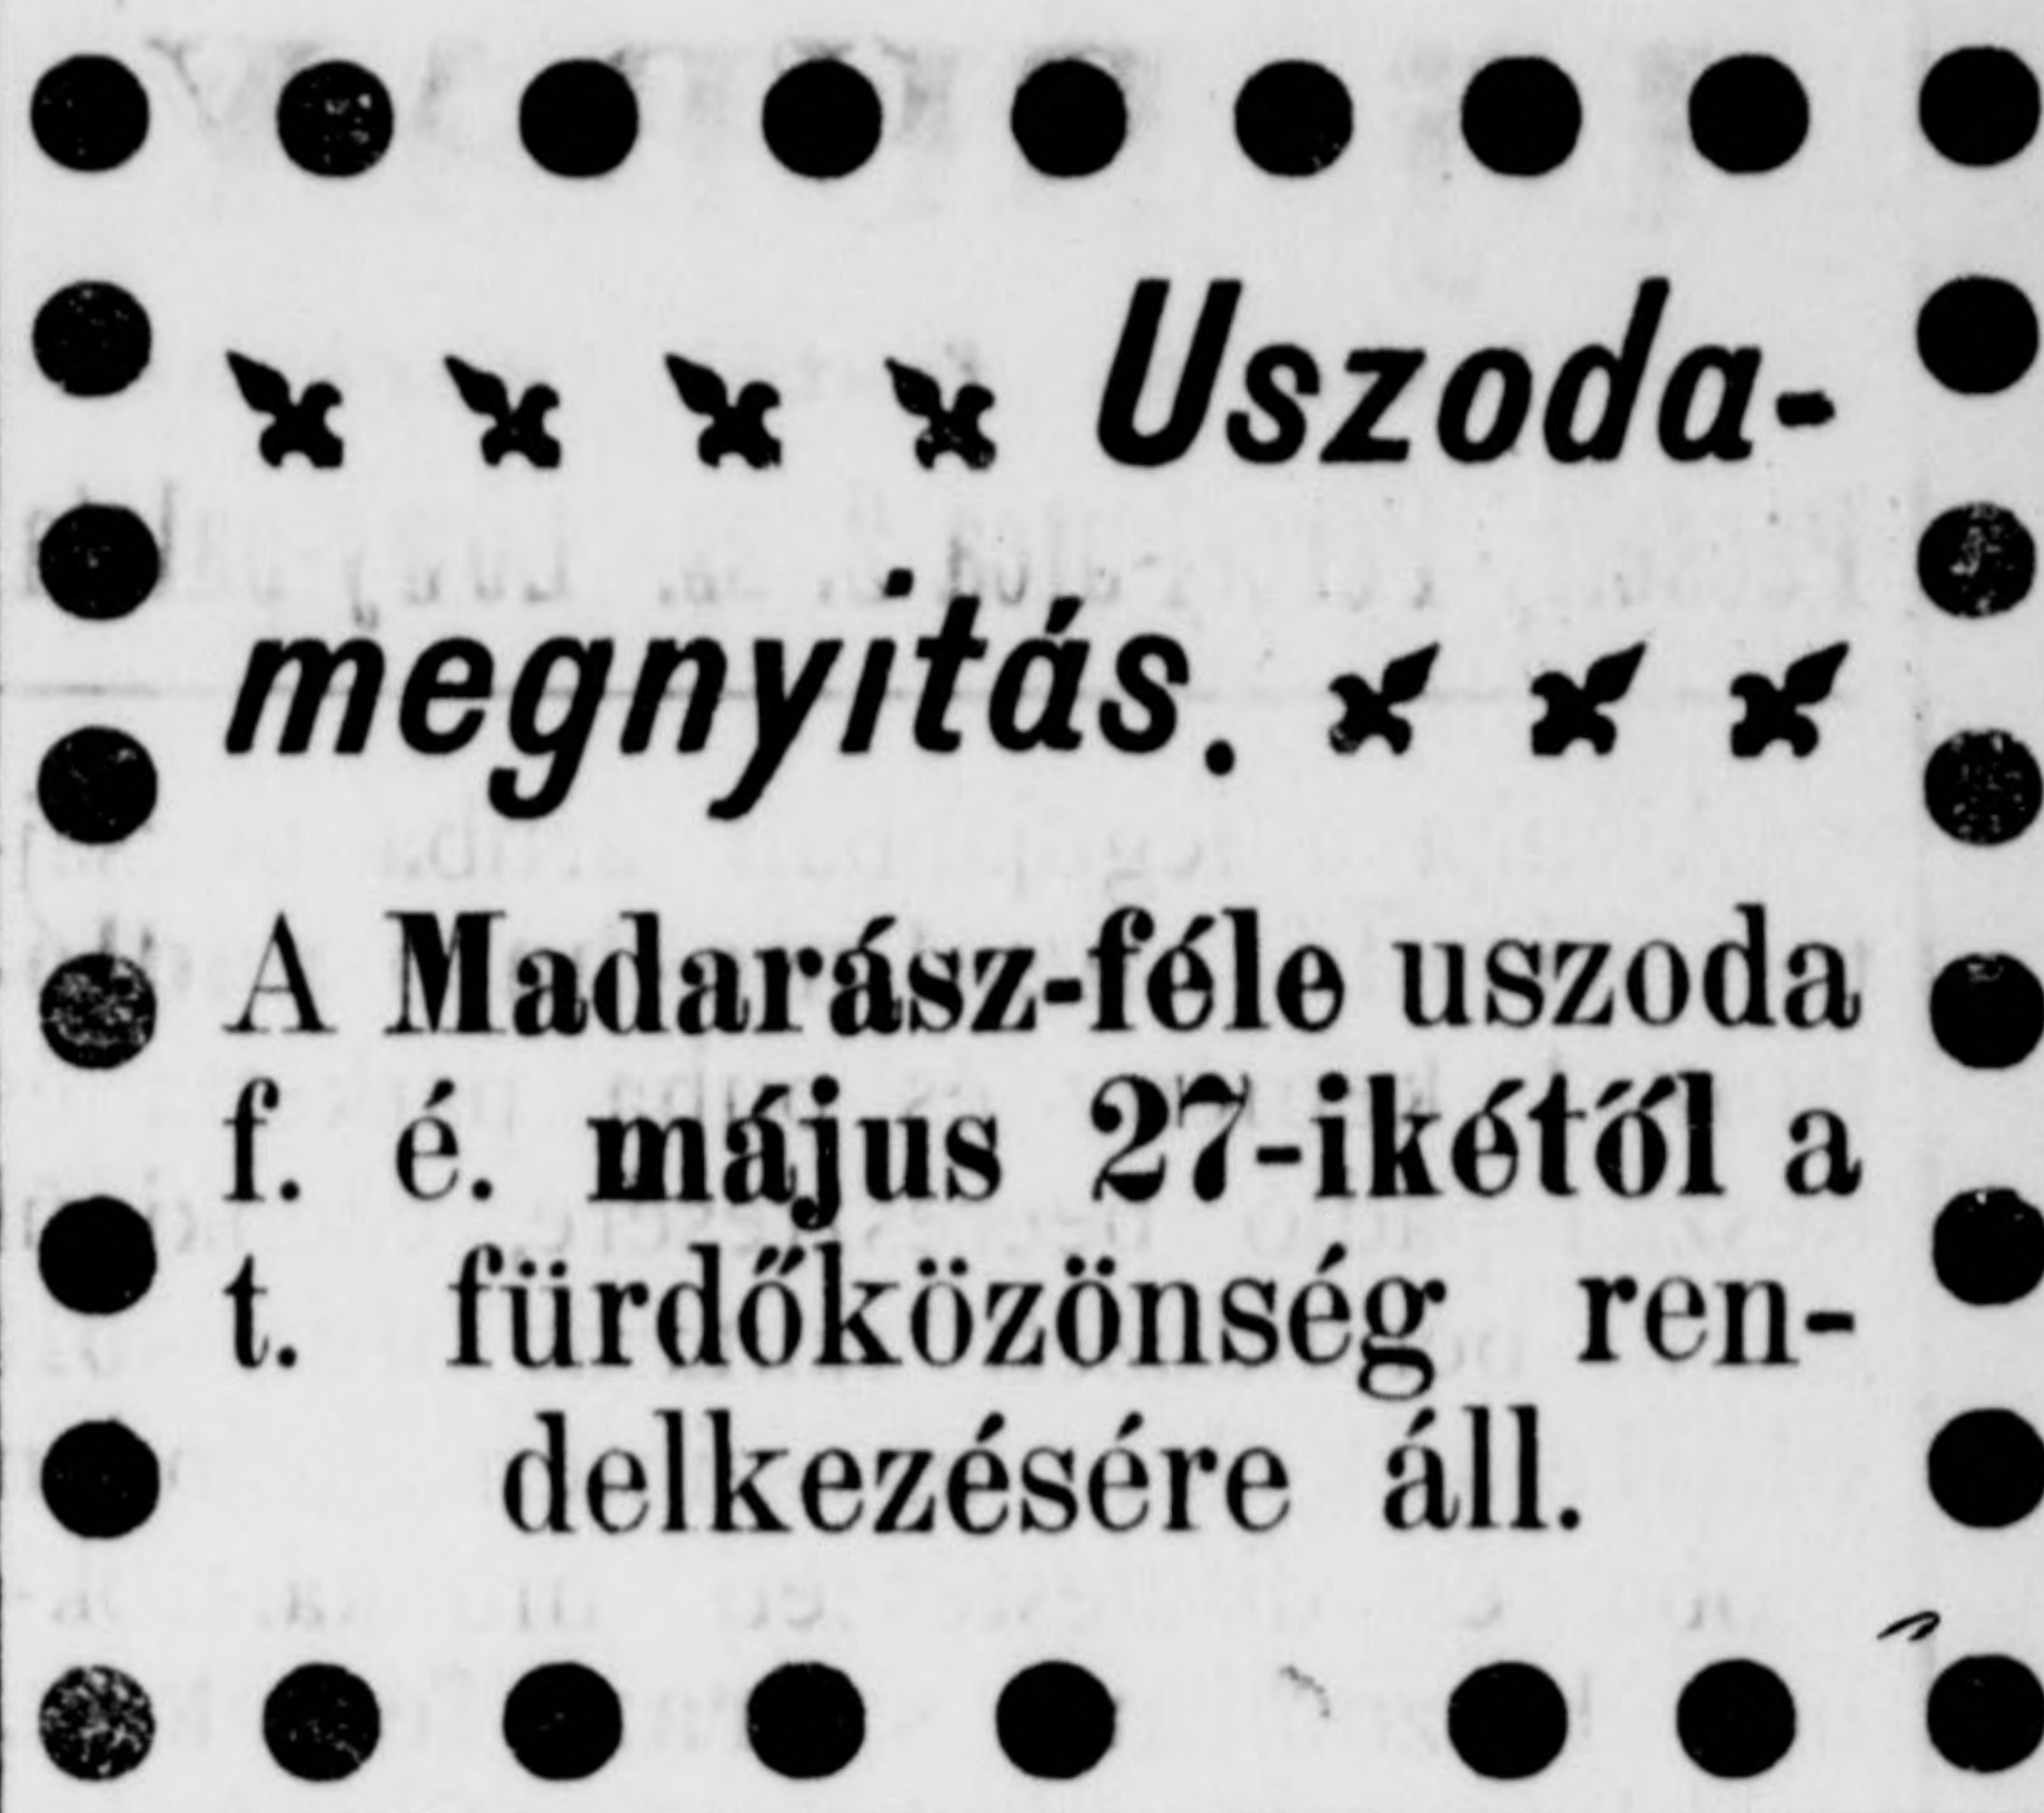 Uszoda-
megnyitás.
A Madarász-féle uszoda
f. é. május 27-ikétől a
t. fürdőközönség ren-
delkezésére áll.